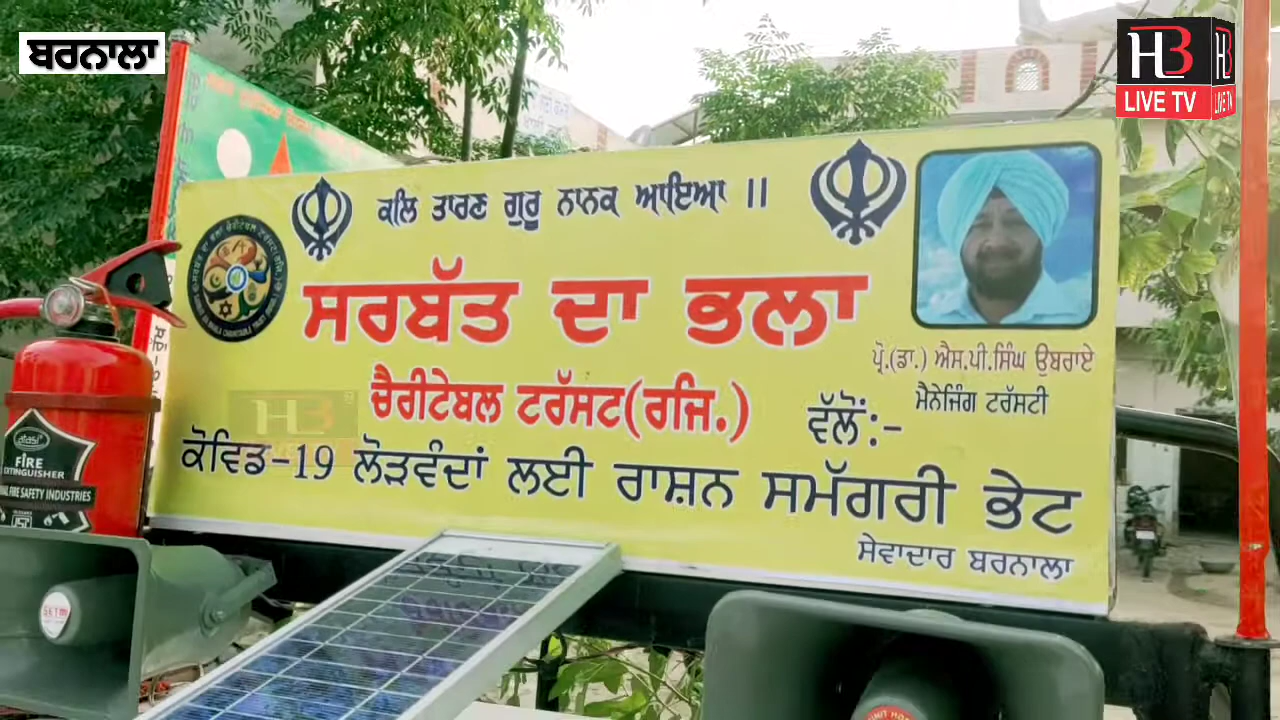 ਬਰਨਾਲਾ
HB
LIVE TV
ਕਲਿ ਤਾਰਣ ਗੁਰੂ ਨਾਨਕ ਆਇਆ ॥
ਸਰਬੱਤ ਦਾ ਭਲਾ
ਚੈਰੀਟੇਬਲ ਟਰੱਸਟ(ਰਜਿ.)
ਪ੍ਰੋ.(ਡਾ.) ਐਸ.ਪੀ.ਸਿੰਘ ਉਬਰਾਏ
ਮੈਨੇਜਿੰਗ ਟਰੱਸਟੀ
ਵੱਲੋਂ:-
ਕੋਵਿਡ-19 ਲੋੜਵੰਦਾਂ ਲਈ ਰਾਸ਼ਨ ਸਮੱਗਰੀ ਭੇਟ
ਸੇਵਾਦਾਰ ਬਰਨਾਲਾ
FIRE
EXTINGUISHER
FIRE SAFETY INDUSTRIES